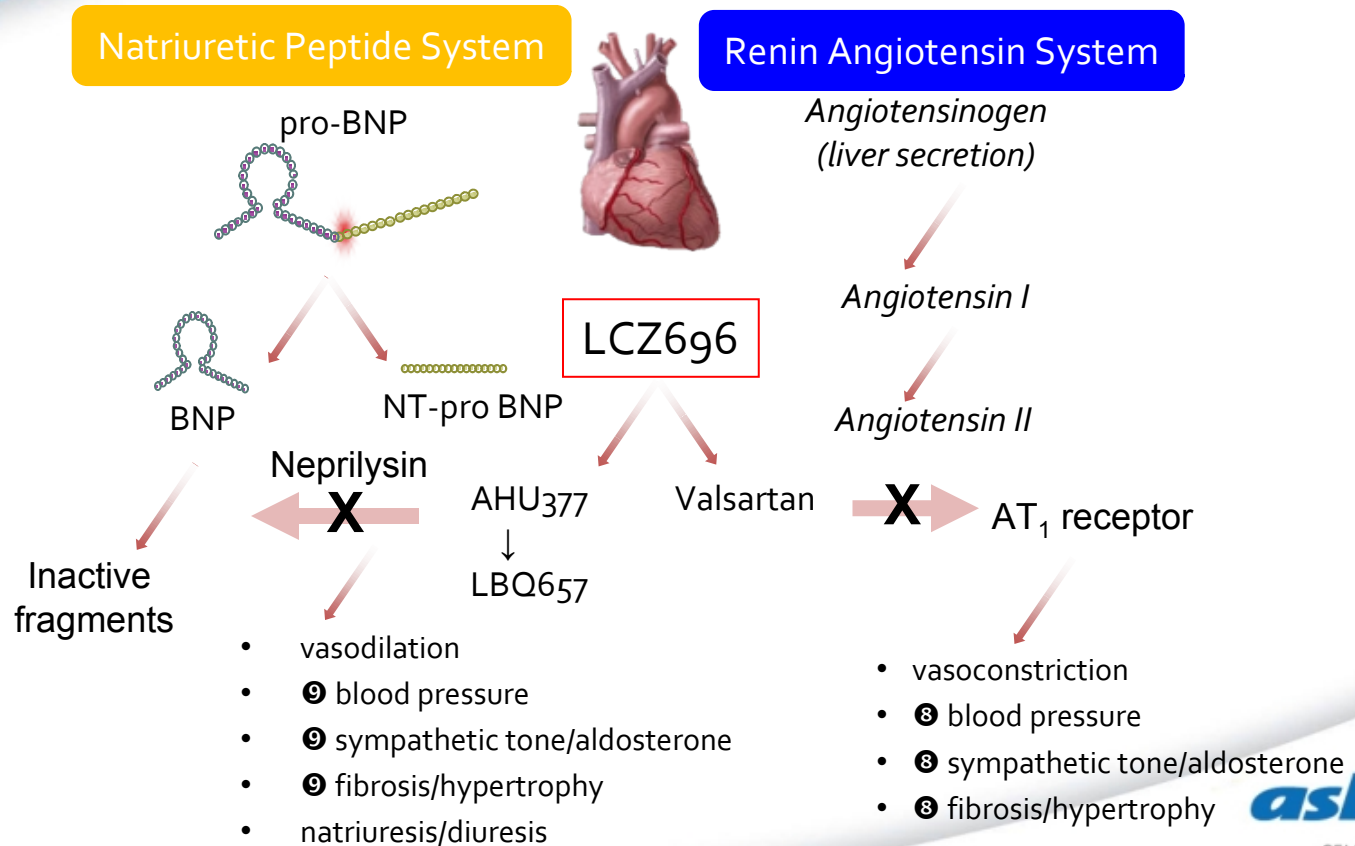 Natriuretic Peptide System
Renin Angiotensin System
pro-BNP
Angiotensinogen
(liver secretion)
Angiotensin I
LCZ696
BNP
NT-pro BNP
Angiotensin II
Neprilysin
X
AHU377
↓
LBQ657
Valsartan
X
AT₁ receptor
Inactive
fragments
• vasodilation
• ❾ blood pressure
• ❾ sympathetic tone/aldosterone
• ❾ fibrosis/hypertrophy
• natriuresis/diuresis
• vasoconstriction
• ❽ blood pressure
• ❽ sympathetic tone/aldosterone
• ❽ fibrosis/hypertrophy